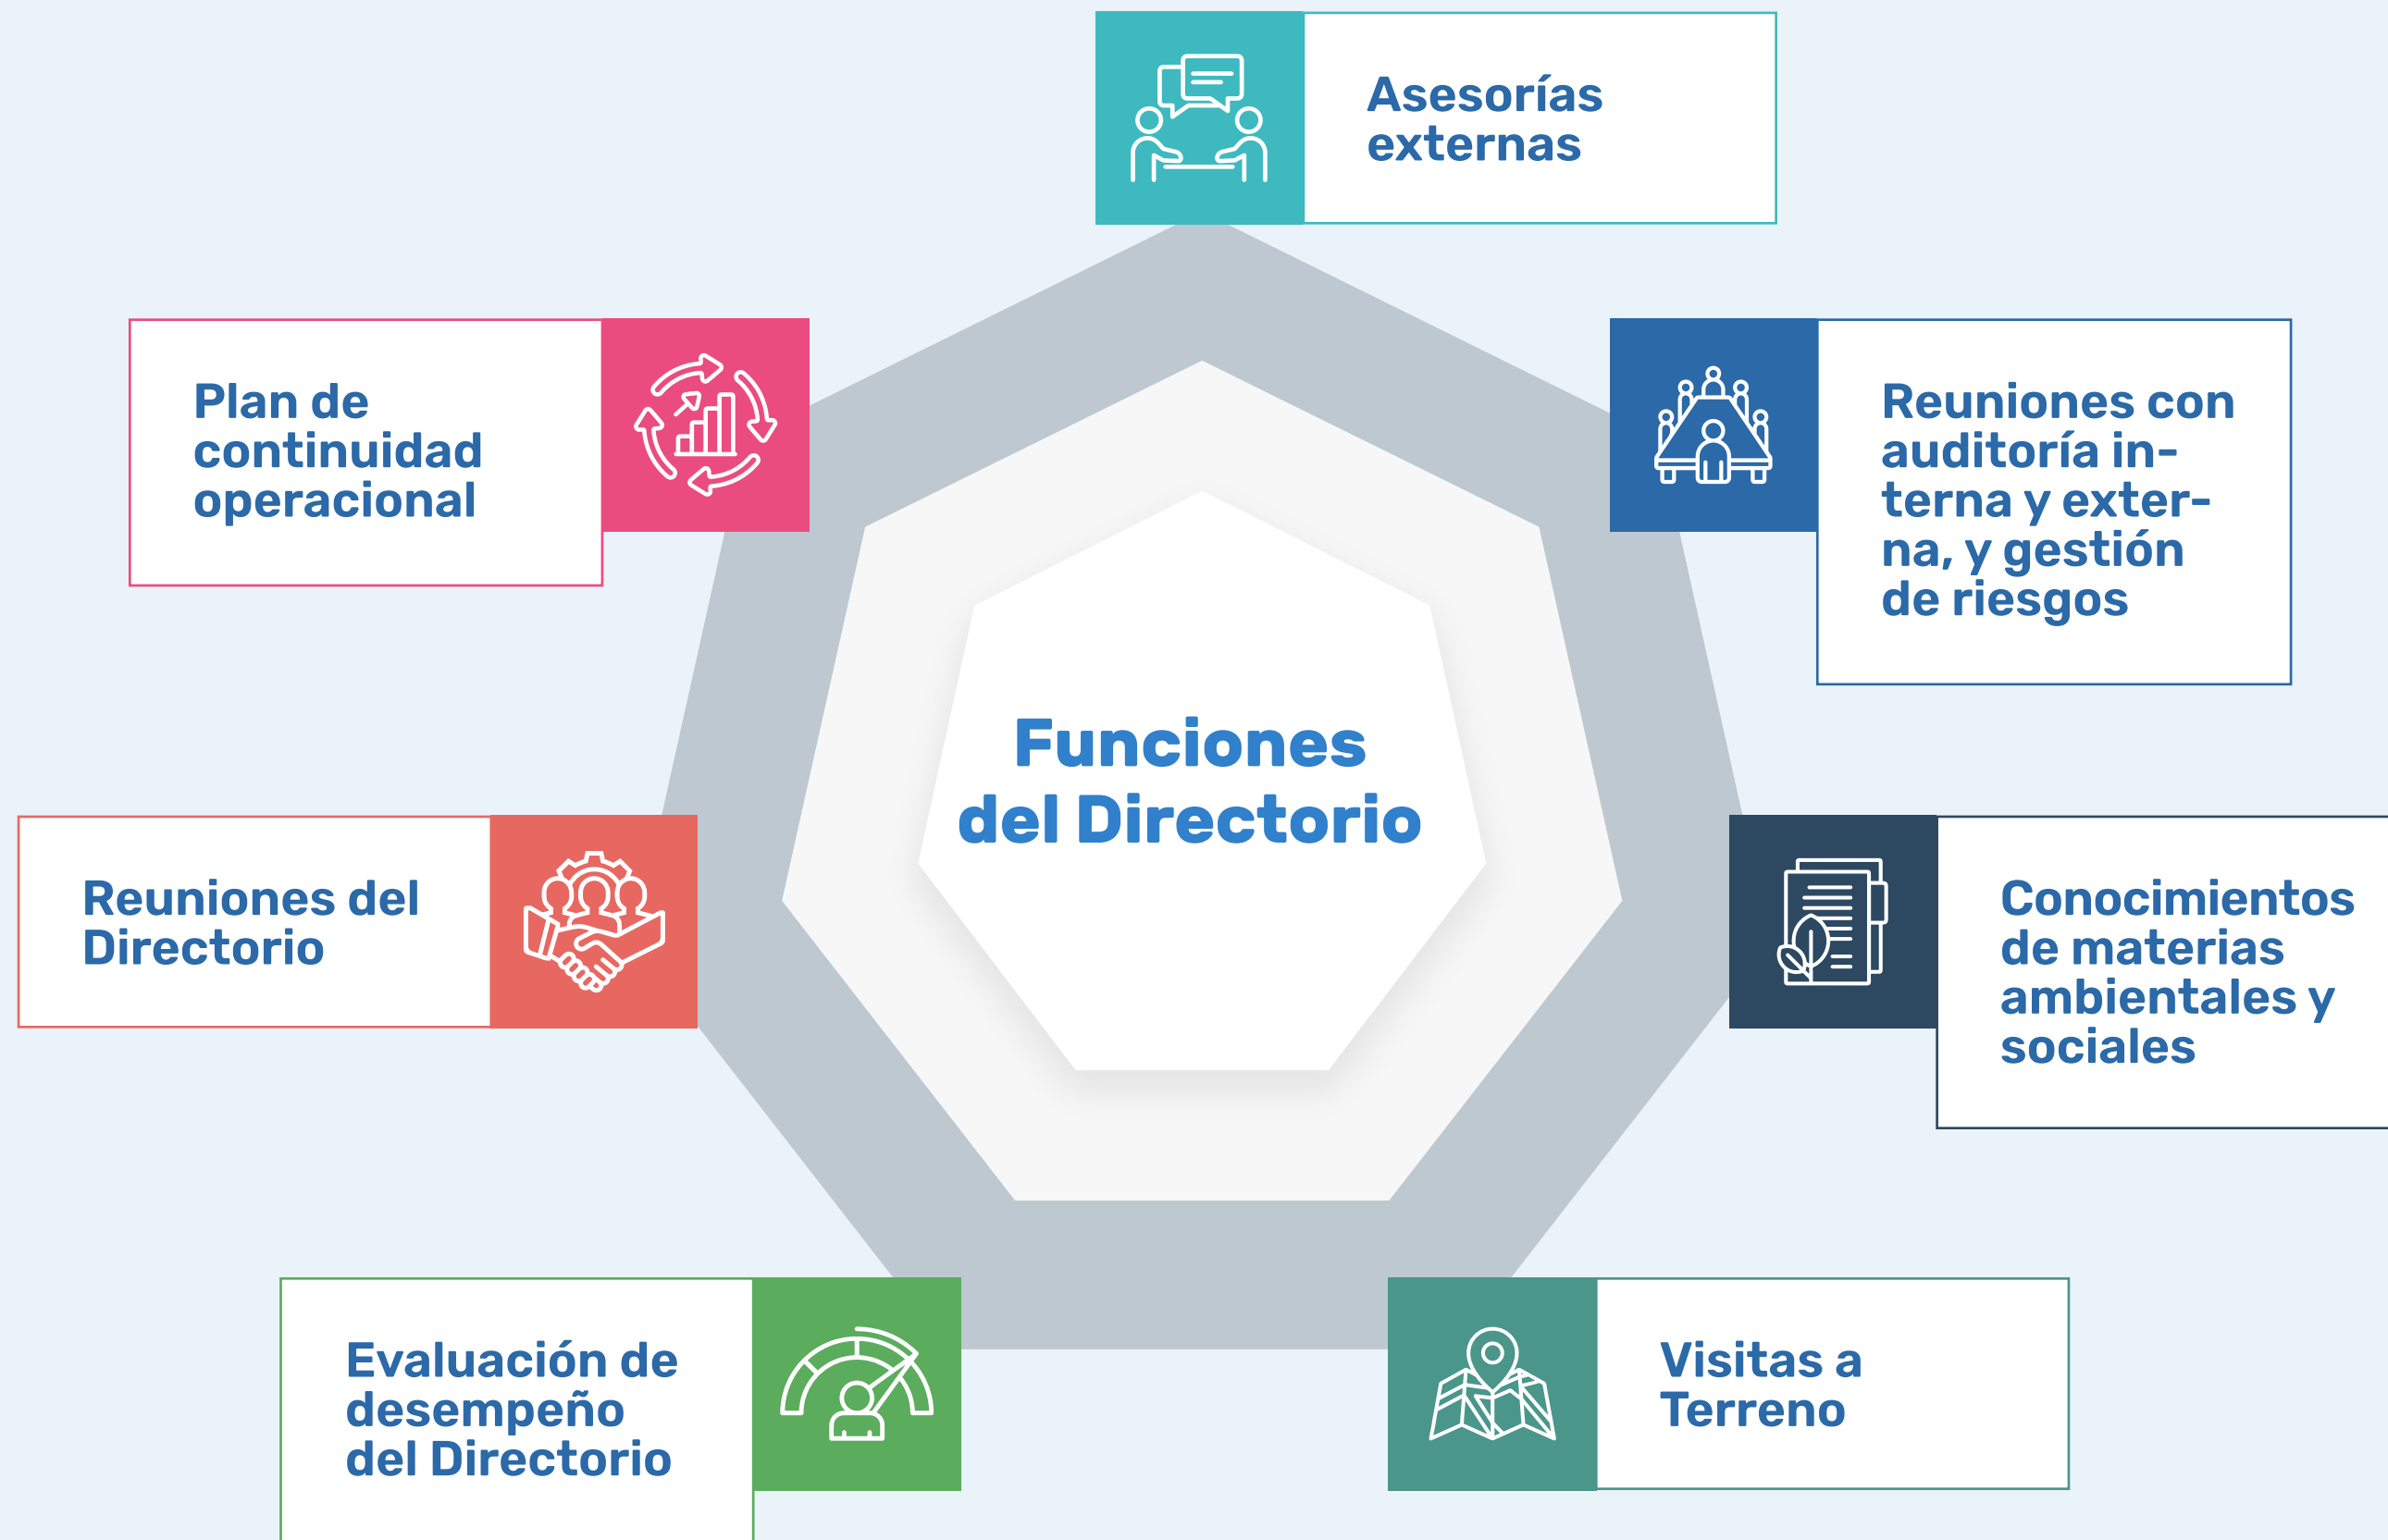 Asesorías
externas
Plan de
continuidad
operacional
Reuniones con
auditoría in-
terna y exter-
na, y gestión
de riesgos
Funciones
del Directorio
Reuniones del
Directorio
Conocimientos
de materias
ambientales y
sociales
Evaluación de
desempeño
del Directorio
Visitas a
Terreno